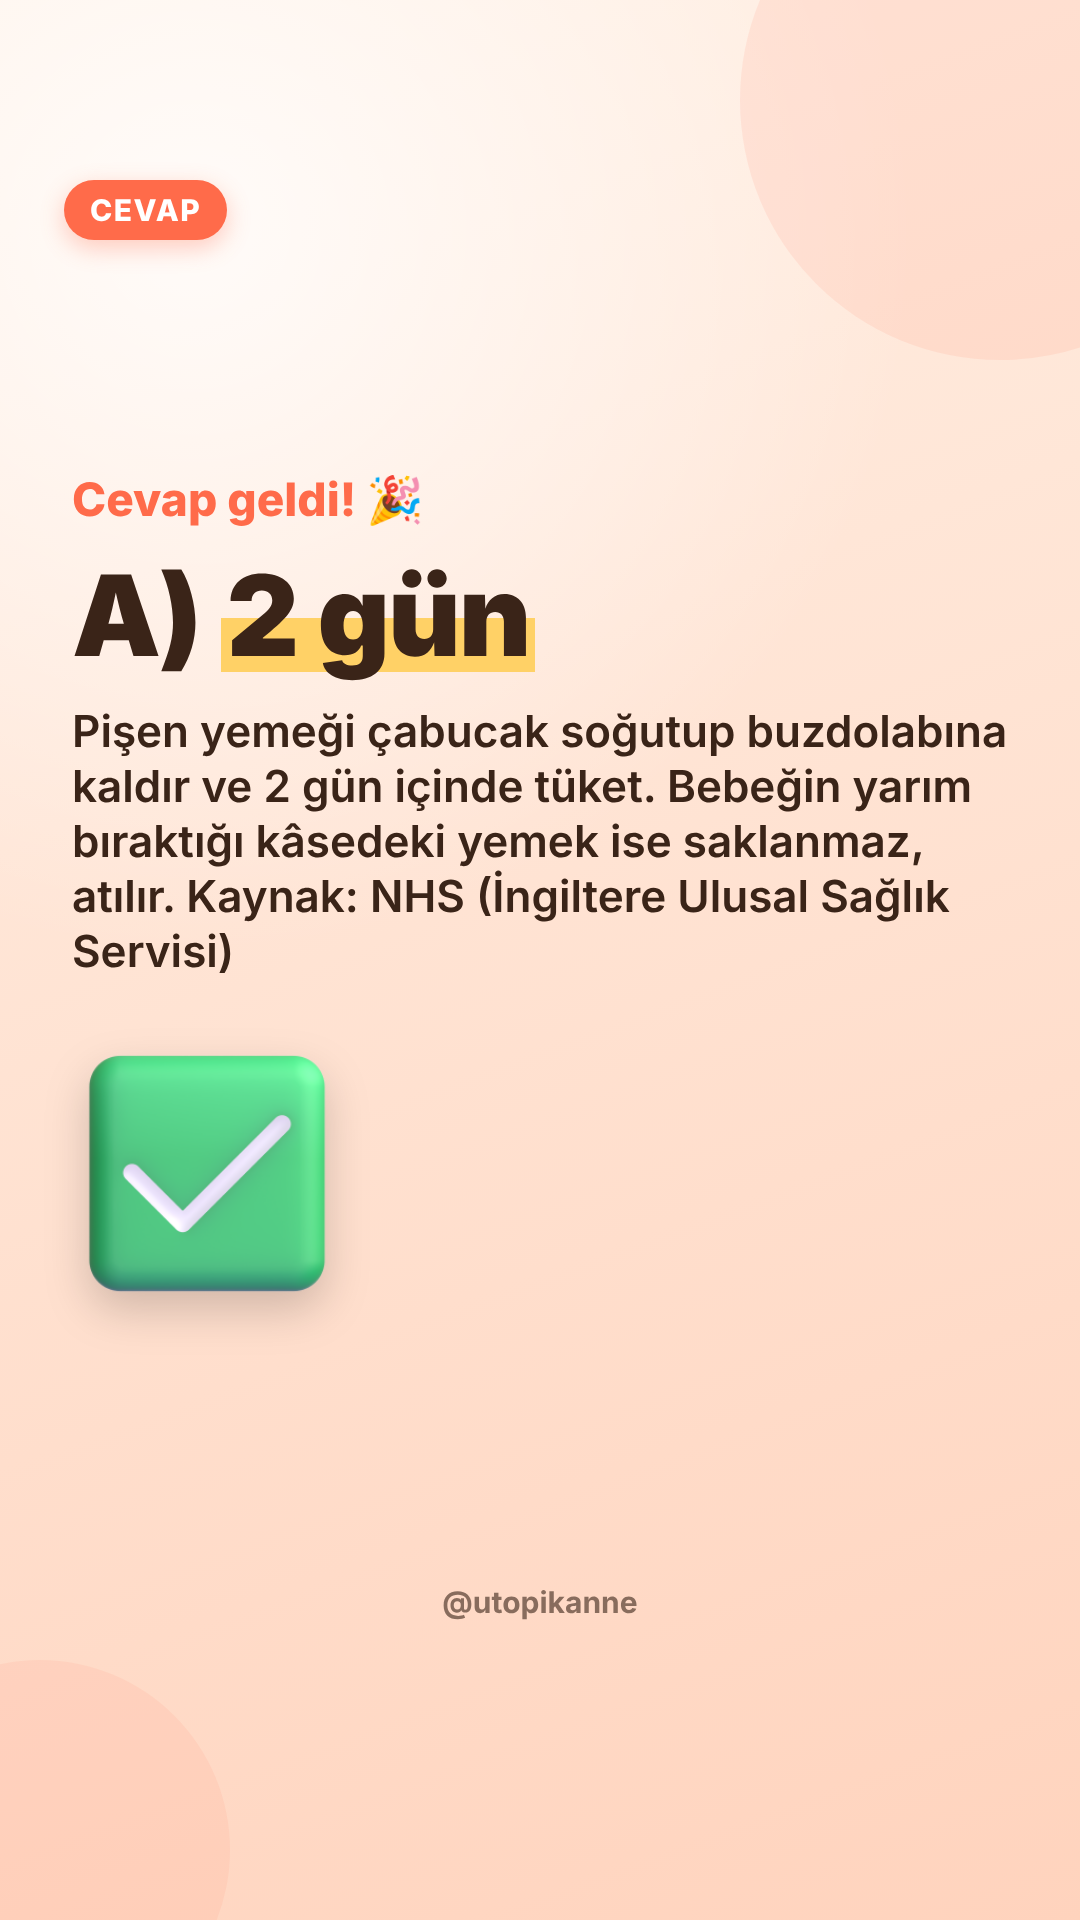 CEVAP
Cevap geldi! 🎉
A) 2 gün
Pişen yemeği çabucak soğutup buzdolabına
kaldır ve 2 gün içinde tüket. Bebeğin yarım
bıraktığı kâsedeki yemek ise saklanmaz,
atılır. Kaynak: NHS (İngiltere Ulusal Sağlık
Servisi)
@utopikanne